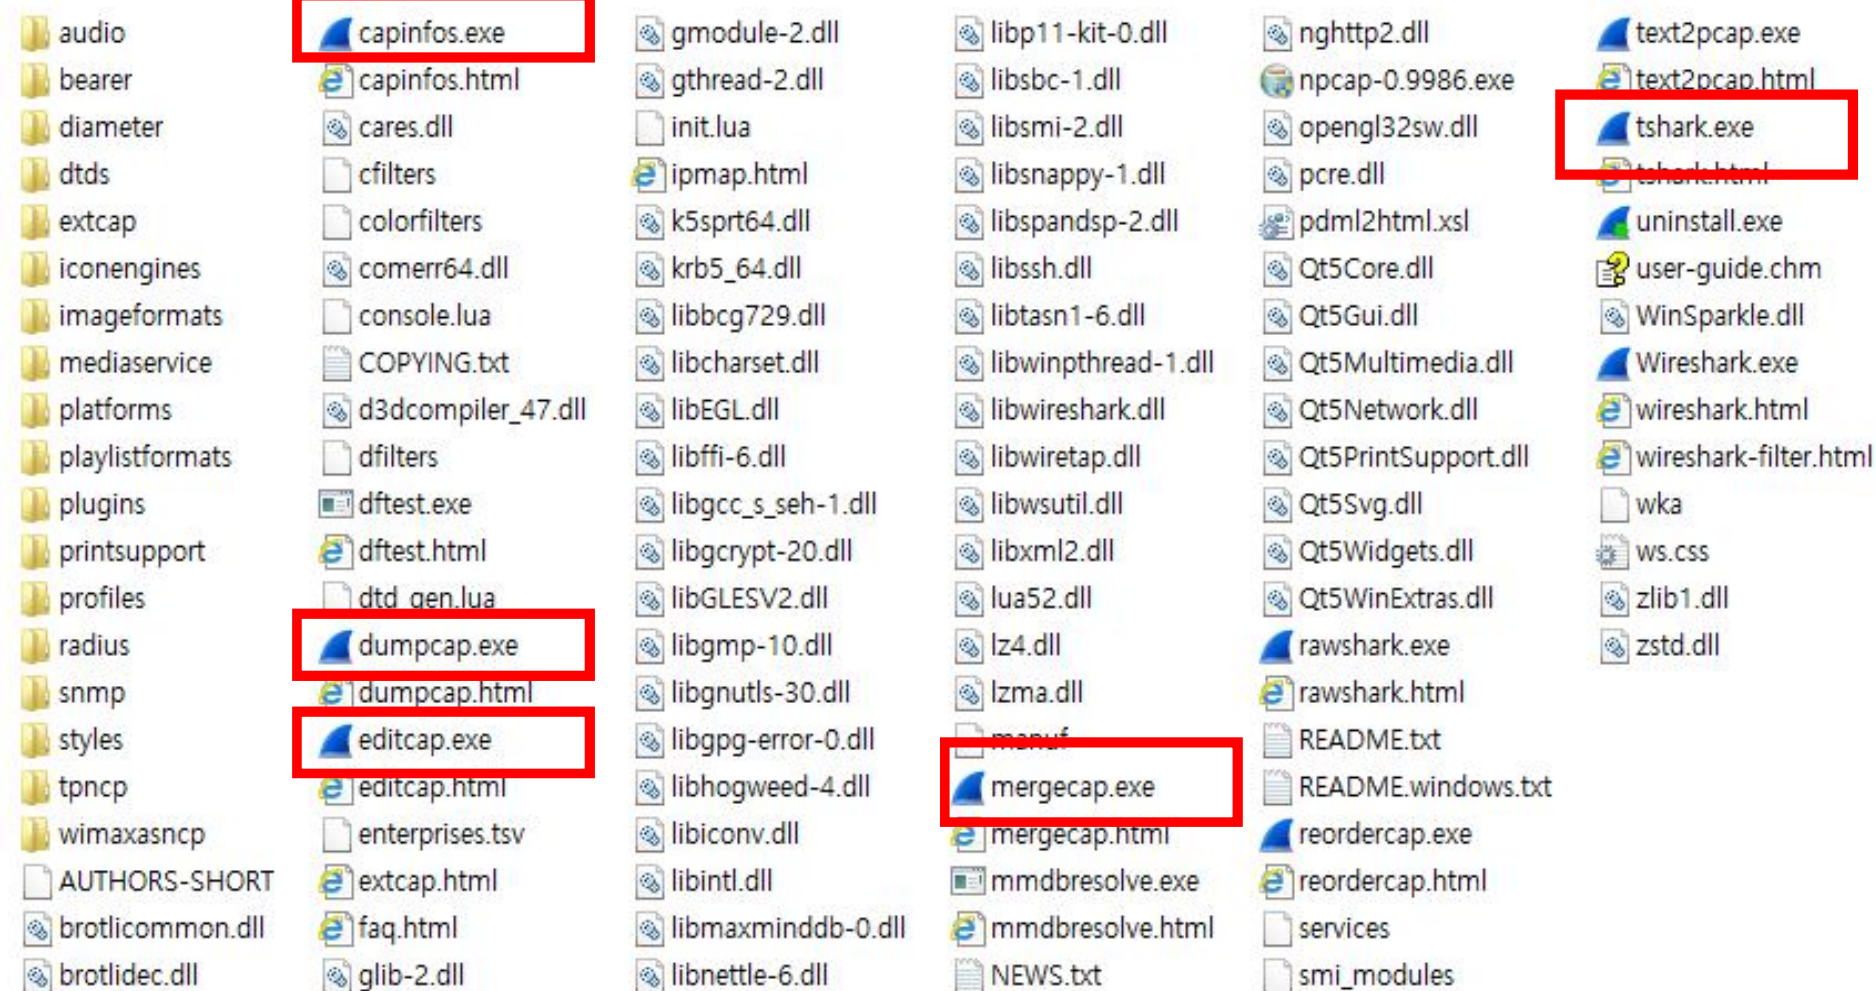 audio
bearer
diameter
dtds
extcap
iconengines
imageformats
mediaservice
platforms
playlistformats
plugins
printsupport
profiles
radius
snmp
styles
tpncp
wimaxasncp
AUTHORS-SHORT
brotlicommon.dll
brotlidec.dll
capinfos.exe
capinfos.html
cares.dll
cfilters
colorfilters
comerr64.dll
console.lua
COPYING.txt
d3dcompiler_47.dll
dfilters
dftest.exe
dftest.html
dtd_gen.lua
dumpcap.exe
dumpcap.html
editcap.exe
editcap.html
enterprises.tsv
extcap.html
faq.html
glib-2.dll
gmodule-2.dll
gthread-2.dll
init.lua
ipmap.html
k5sprt64.dll
krb5_64.dll
libbcg729.dll
libcharset.dll
libEGL.dll
libffi-6.dll
libgcc_s_seh-1.dll
libgcrypt-20.dll
libGLESV2.dll
libgmp-10.dll
libgnutls-30.dll
libgpg-error-0.dll
libhogweed-4.dll
libiconv.dll
libintl.dll
libmaxminddb-0.dll
libnettle-6.dll
libp11-kit-0.dll
libsbc-1.dll
libsmi-2.dll
libsnappy-1.dll
libspandsp-2.dll
libssh.dll
libtasn1-6.dll
libwinpthread-1.dll
libwireshark.dll
libwiretap.dll
libwsutil.dll
libxml2.dll
lua52.dll
lz4.dll
lzma.dll
manuf
mergecap.exe
mergecap.html
mmdbresolve.exe
mmdbresolve.html
NEWS.txt
nghttp2.dll
npcap-0.9986.exe
opengl32sw.dll
pcre.dll
pdml2html.xsl
Qt5Core.dll
Qt5Gui.dll
Qt5Multimedia.dll
Qt5Network.dll
Qt5PrintSupport.dll
Qt5Svg.dll
Qt5Widgets.dll
Qt5WinExtras.dll
rawshark.exe
rawshark.html
README.txt
README.windows.txt
reordercap.exe
reordercap.html
services
smi_modules
text2pcap.exe
text2pcap.html
tshark.exe
tshark.html
uninstall.exe
user-guide.chm
WinSparkle.dll
Wireshark.exe
wireshark.html
wireshark-filter.html
wka
ws.css
zlib1.dll
zstd.dll